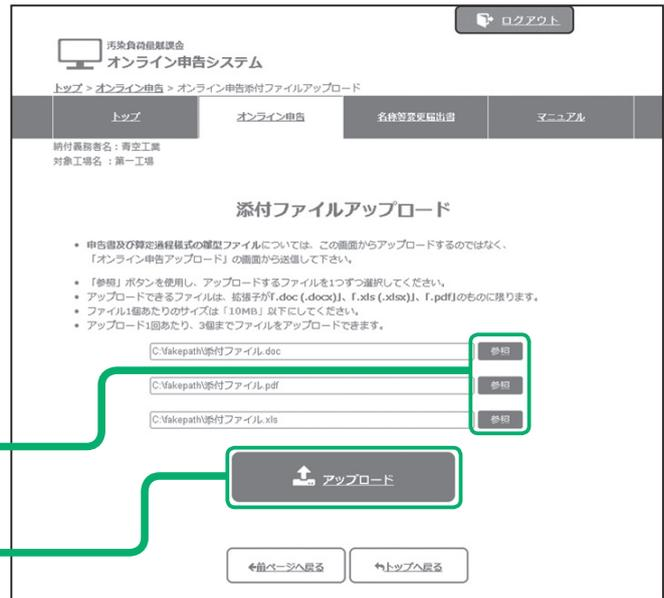 ログアウト
汚染負荷量賦課金
オンライン申告システム
トップ > オンライン申告 > オンライン申告添付ファイルアップロード
トップ オンライン申告 名称等変更届出書 マニュアル
納付義務者名：青空工業
対象工場名 ：第一工場
添付ファイルアップロード
• 申告書及び算定過程様式の雛型ファイルについては、この画面からアップロードするのではなく、
「オンライン申告アップロード」の画面から送信して下さい。
• 「参照」ボタンを使用し、アップロードするファイルを1つずつ選択してください。
• アップロードできるファイルは、拡張子が「.doc (.docx)」、「.xls (.xlsx)」、「.pdf」のものに限ります。
• ファイル1個あたりのサイズは「10MB」以下にしてください。
• アップロード1回あたり、3個までファイルをアップロードできます。
C:\fakepath\添付ファイル.doc 参照
C:\fakepath\添付ファイル.pdf 参照
C:\fakepath\添付ファイル.xls 参照
アップロード
前ページへ戻る トップへ戻る